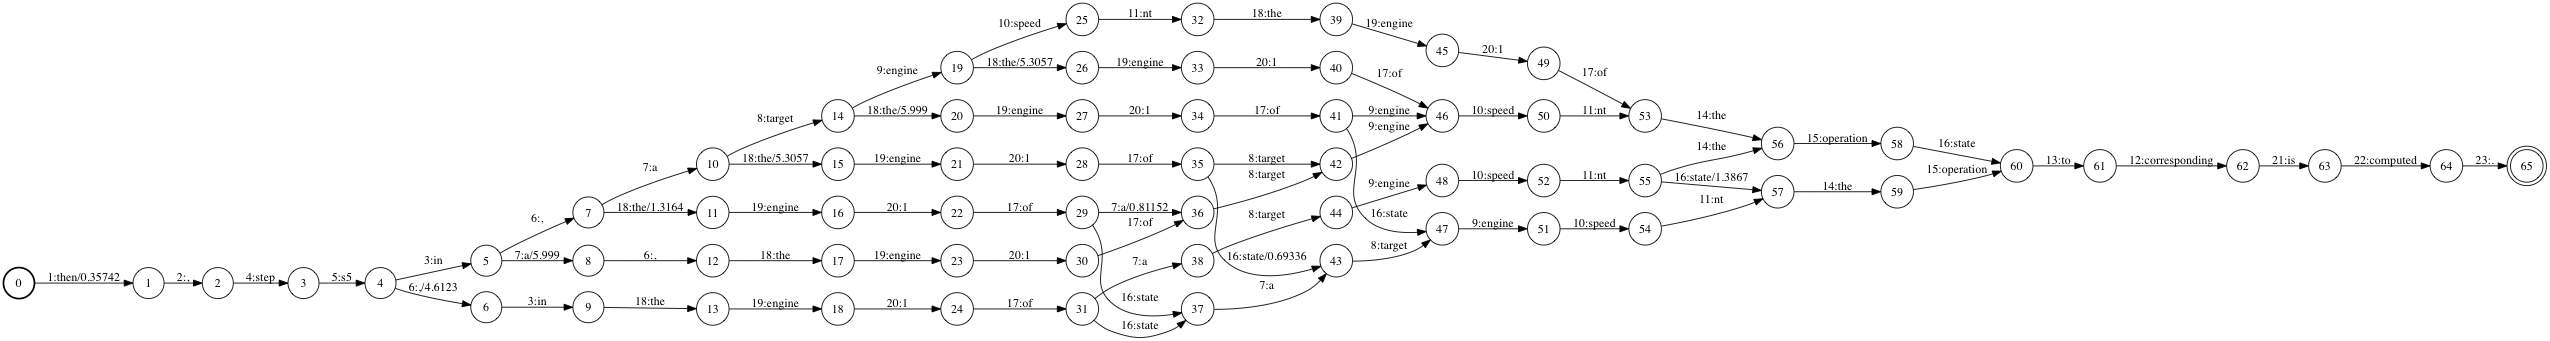 10:speed 25 11:nt 32 18:the 39 19:engine
45 20:1 49 17:of
9:engine 19 18:the/5.3057 26 19:engine 33 20:1 40 17:of
8:target 14 18:the/5.999 20 19:engine 27 20:1 34 17:of 41 9:engine 46 10:speed 50 11:nt 53 14:the
9:engine
56 15:operation 58 16:state
7:a 10 18:the/5.3057 15 19:engine 21 20:1 28 17:of 35 8:target 42 14:the
8:target
60 13:to 61 12:corresponding 62 21:is 63 22:computed 64 23:. 65
9:engine 48 10:speed 52 11:nt 55 16:state/1.3867 57 14:the 59 15:operation
6:, 7 18:the/1.3164 11 19:engine 16 20:1 22 17:of 29 7:a/0.81152 36 8:target 44 16:state 11:nt
17:of
47 9:engine 51 10:speed 54
3:in 5 7:a/5.999 8 6:, 12 18:the 17 19:engine 23 20:1 30 7:a 38 16:state/0.69336 43 8:target
0 1:then/0.35742 1 2:, 2 4:step 3 5:s5 4 6:,/4.6123
7:a
6 3:in 9 18:the 13 19:engine 18 20:1 24 17:of 31 16:state 37
16:state